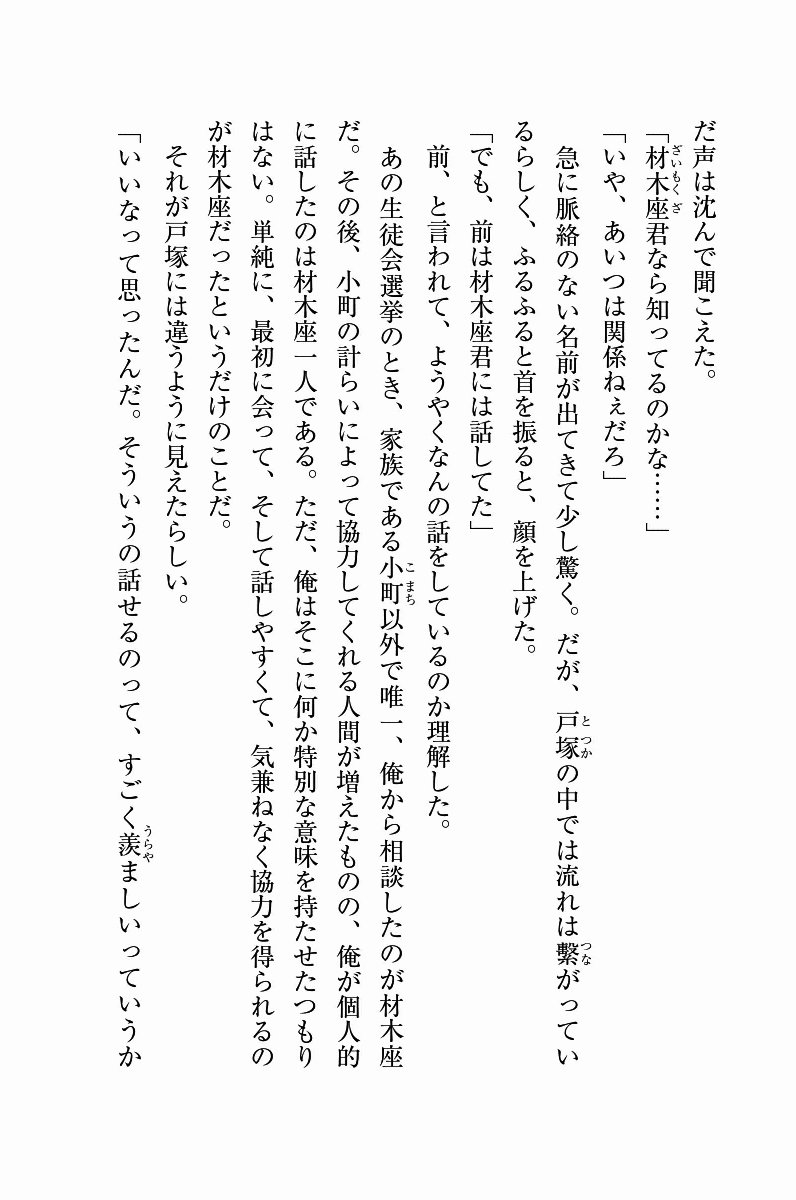 だ声は沈んで聞こえた。
「材木座君なら知ってるのかな……」
「いや、あいつは関係ねぇだろ」
急に脈絡のない名前が出てきて少し驚く。だが、戸塚の中では流れは繫がってい
るらしく、ふるふると首を振ると、顔を上げた。
「でも、前は材木座君には話してた」
前、と言われて、ようやくなんの話をしているのか理解した。
あの生徒会選挙のとき、家族である小町以外で唯一、俺から相談したのが材木座
だ。その後、小町の計らいによって協力してくれる人間が増えたものの、俺が個人的
に話したのは材木座一人である。ただ、俺はそこに何か特別な意味を持たせたつもり
はない。単純に、最初に会って、そして話しやすくて、気兼ねなく協力を得られるの
が材木座だったというだけのことだ。
それが戸塚には違うように見えたらしい。
「いいなって思ったんだ。そういうの話せるのって、すごく羨ましいっていうか